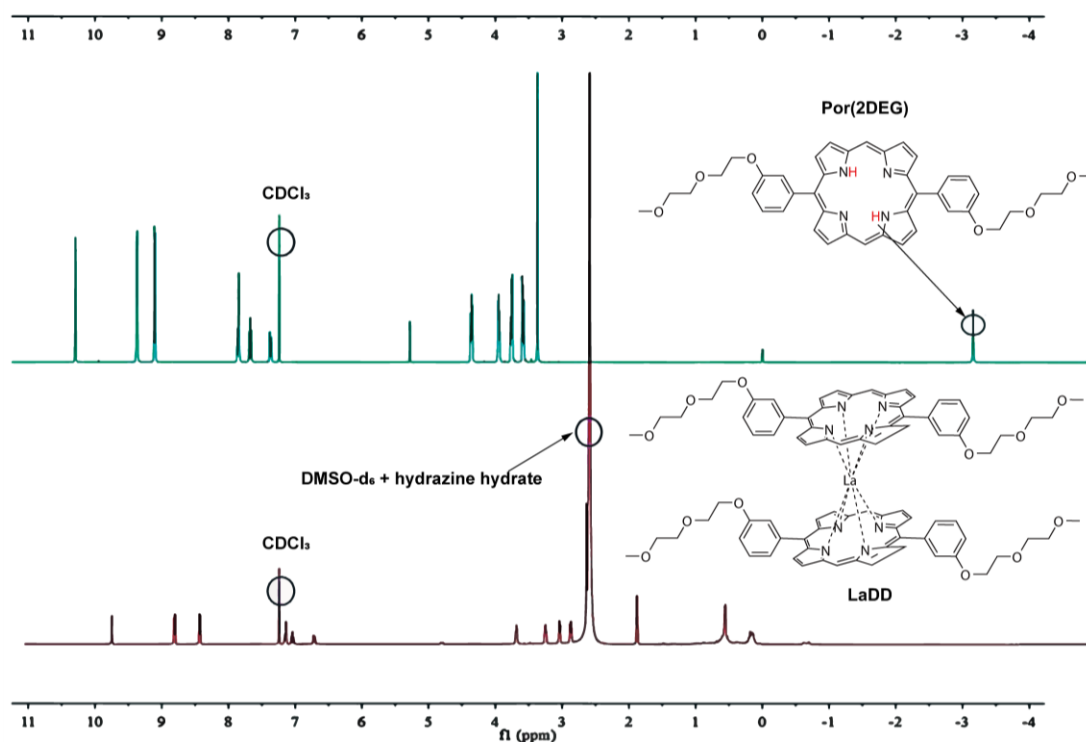 11 10 9 8 7 6 5 4 3 2 1 0 -1 -2 -3 -4
Por(2DEG)
CDCl₃
O
O
O
NH
N
N
H
N
O
O
O
DMSO-d₆ + hydrazine hydrate
CDCl₃
O
O
O
N
N
N
N
O
O
O
La
O
O
O
N
N
N
N
O
O
O
LaDD
11 10 9 8 7 6 5 4 3 2 1 0 -1 -2 -3 -4
f1 (ppm)